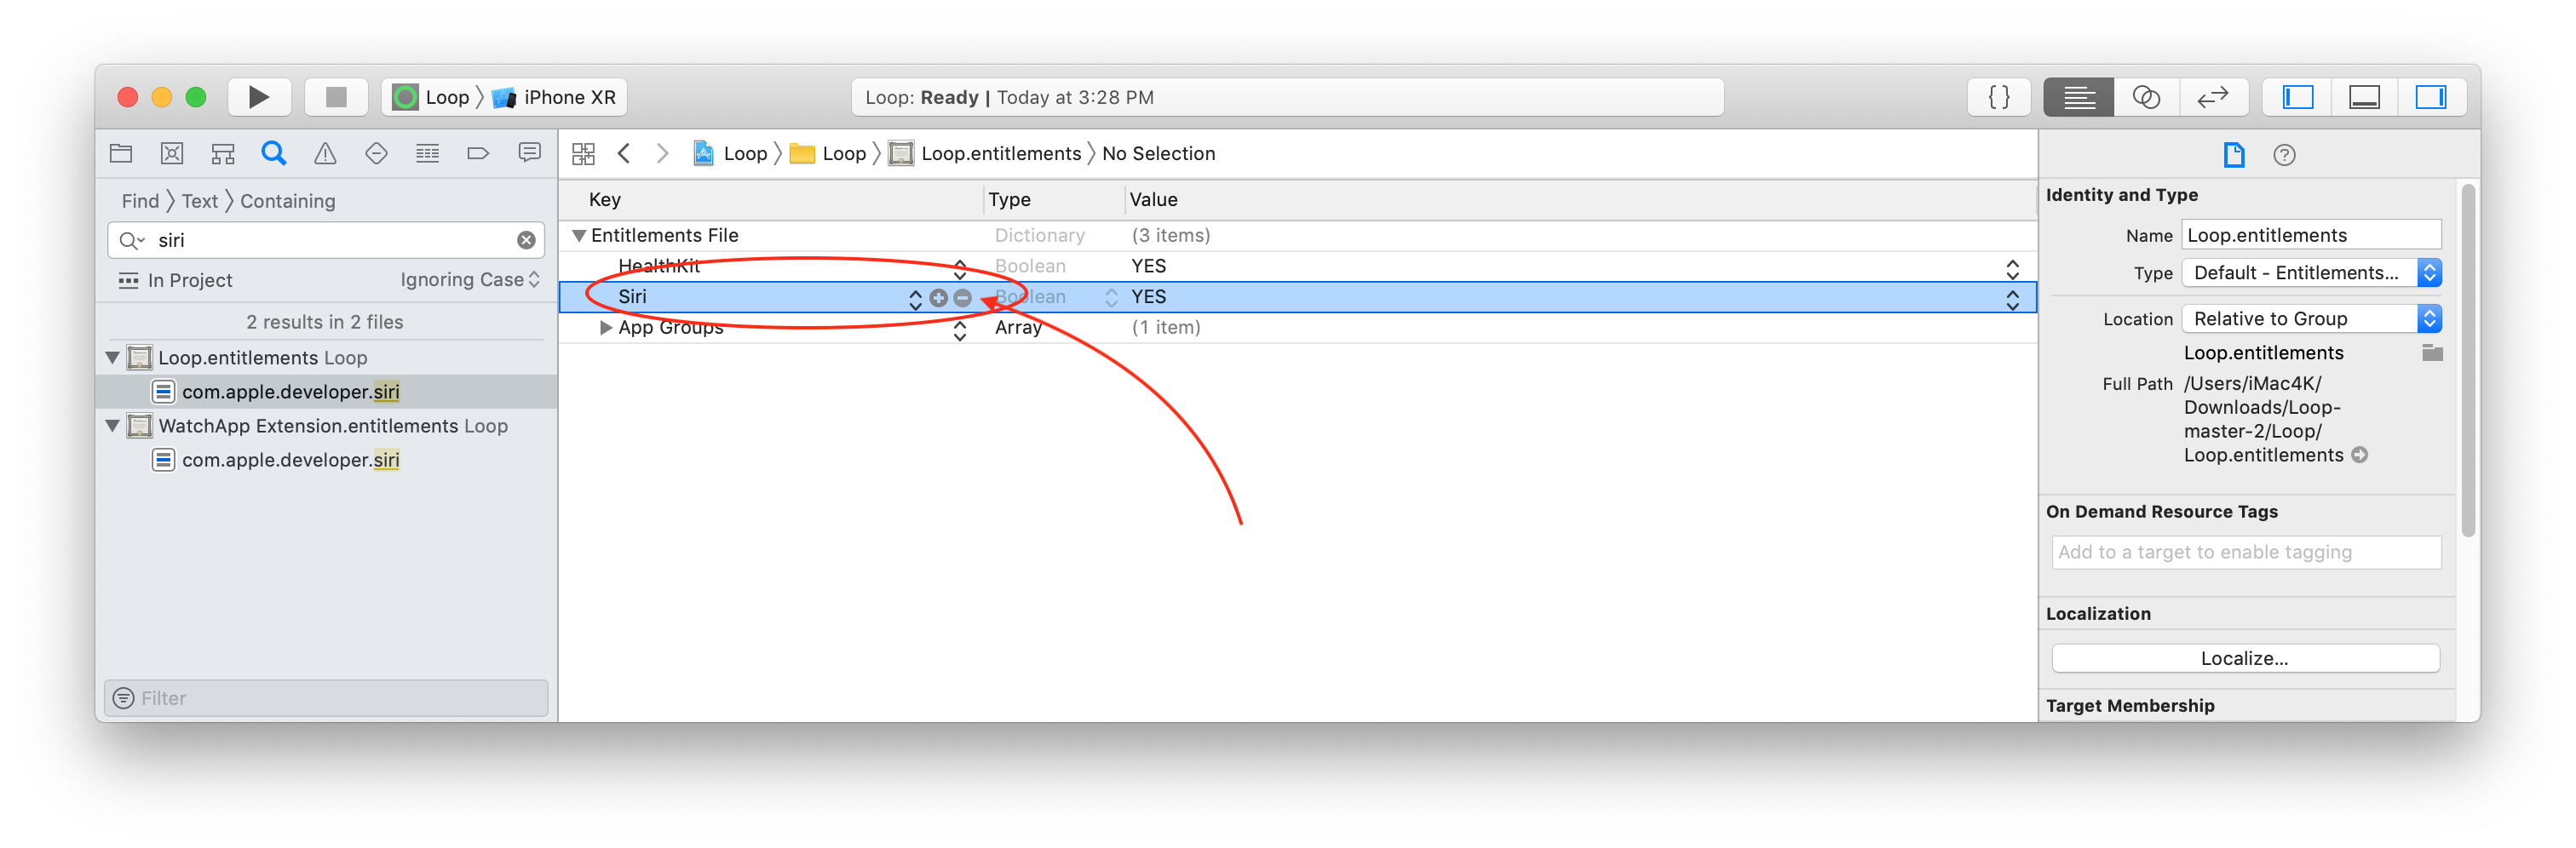 Loop 〉 iPhone XR
Loop: Ready | Today at 3:28 PM
{ }
Find 〉 Text 〉 Containing
siri
In Project
Ignoring Case
2 results in 2 files
Loop.entitlements Loop
com.apple.developer.siri
WatchApp Extension.entitlements Loop
com.apple.developer.siri
Filter
Loop 〉 Loop 〉 Loop.entitlements 〉 No Selection
Key Type Value
Entitlements File Dictionary (3 items)
HealthKit Boolean YES
Siri Boolean YES
App Groups Array (1 item)
Identity and Type
Name Loop.entitlements
Type Default - Entitlements...
Location Relative to Group
Loop.entitlements
Full Path /Users/iMac4K/
Downloads/Loop-
master-2/Loop/
Loop.entitlements
On Demand Resource Tags
Add to a target to enable tagging
Localization
Localize...
Target Membership